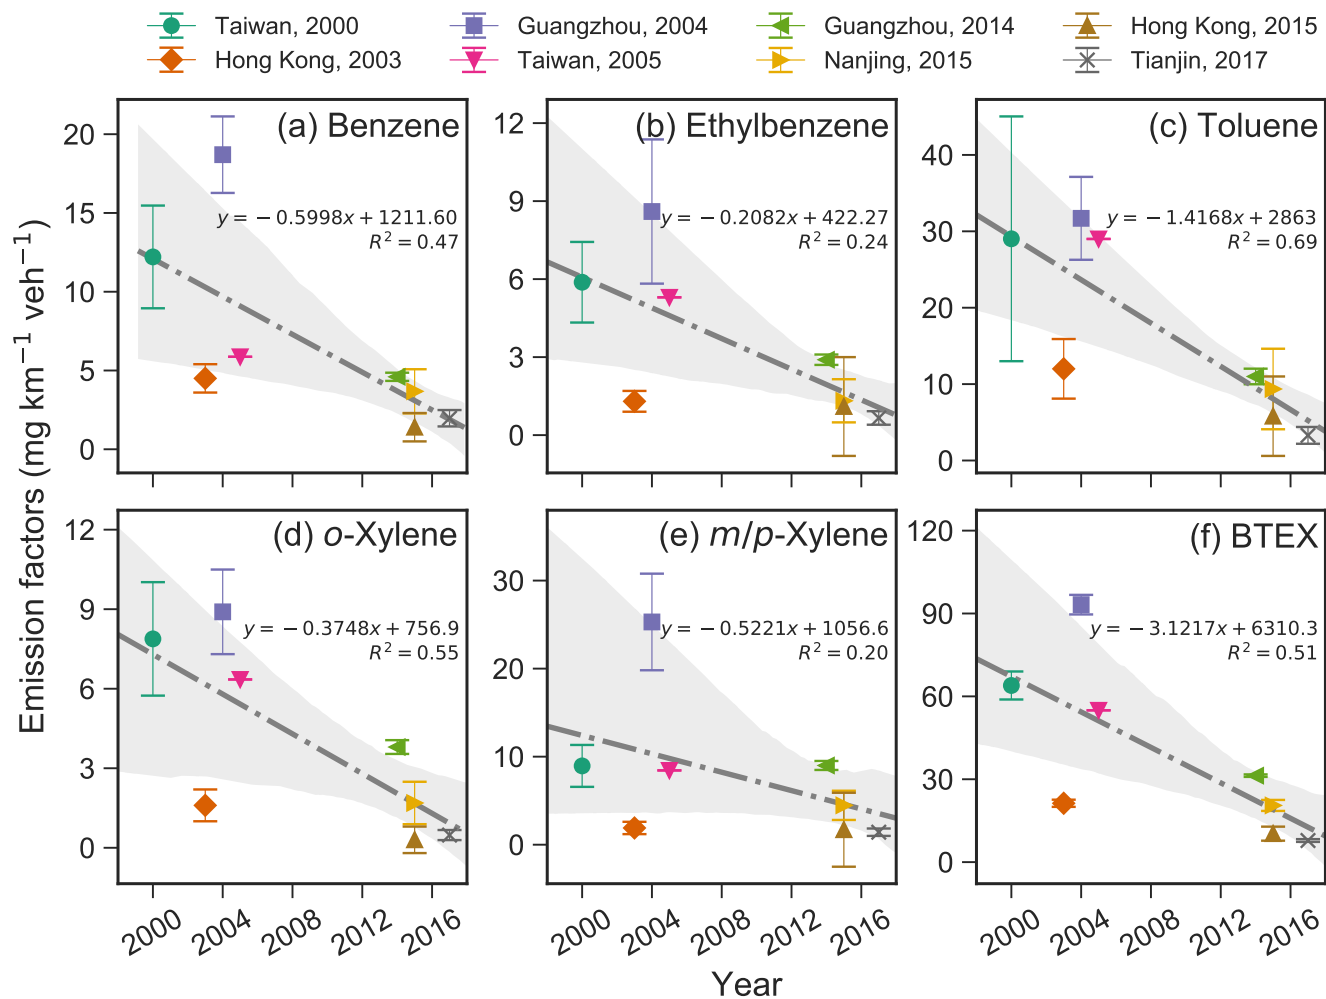 Taiwan, 2000
Guangzhou, 2004
Guangzhou, 2014
Hong Kong, 2015
Hong Kong, 2003
Taiwan, 2005
Nanjing, 2015
Tianjin, 2017
Emission factors (mg km⁻¹ veh⁻¹)
(a) Benzene
20
15
10
5
0
y = −0.5998x + 1211.60
R² = 0.47
(b) Ethylbenzene
12
9
6
3
0
y = −0.2082x + 422.27
R² = 0.24
(c) Toluene
40
30
20
10
0
y = −1.4168x + 2863
R² = 0.69
(d) o-Xylene
12
9
6
3
0
y = −0.3748x + 756.9
R² = 0.55
2000 2004 2008 2012 2016
(e) m/p-Xylene
30
20
10
0
y = −0.5221x + 1056.6
R² = 0.20
2000 2004 2008 2012 2016
(f) BTEX
120
90
60
30
0
y = −3.1217x + 6310.3
R² = 0.51
2000 2004 2008 2012 2016
Year